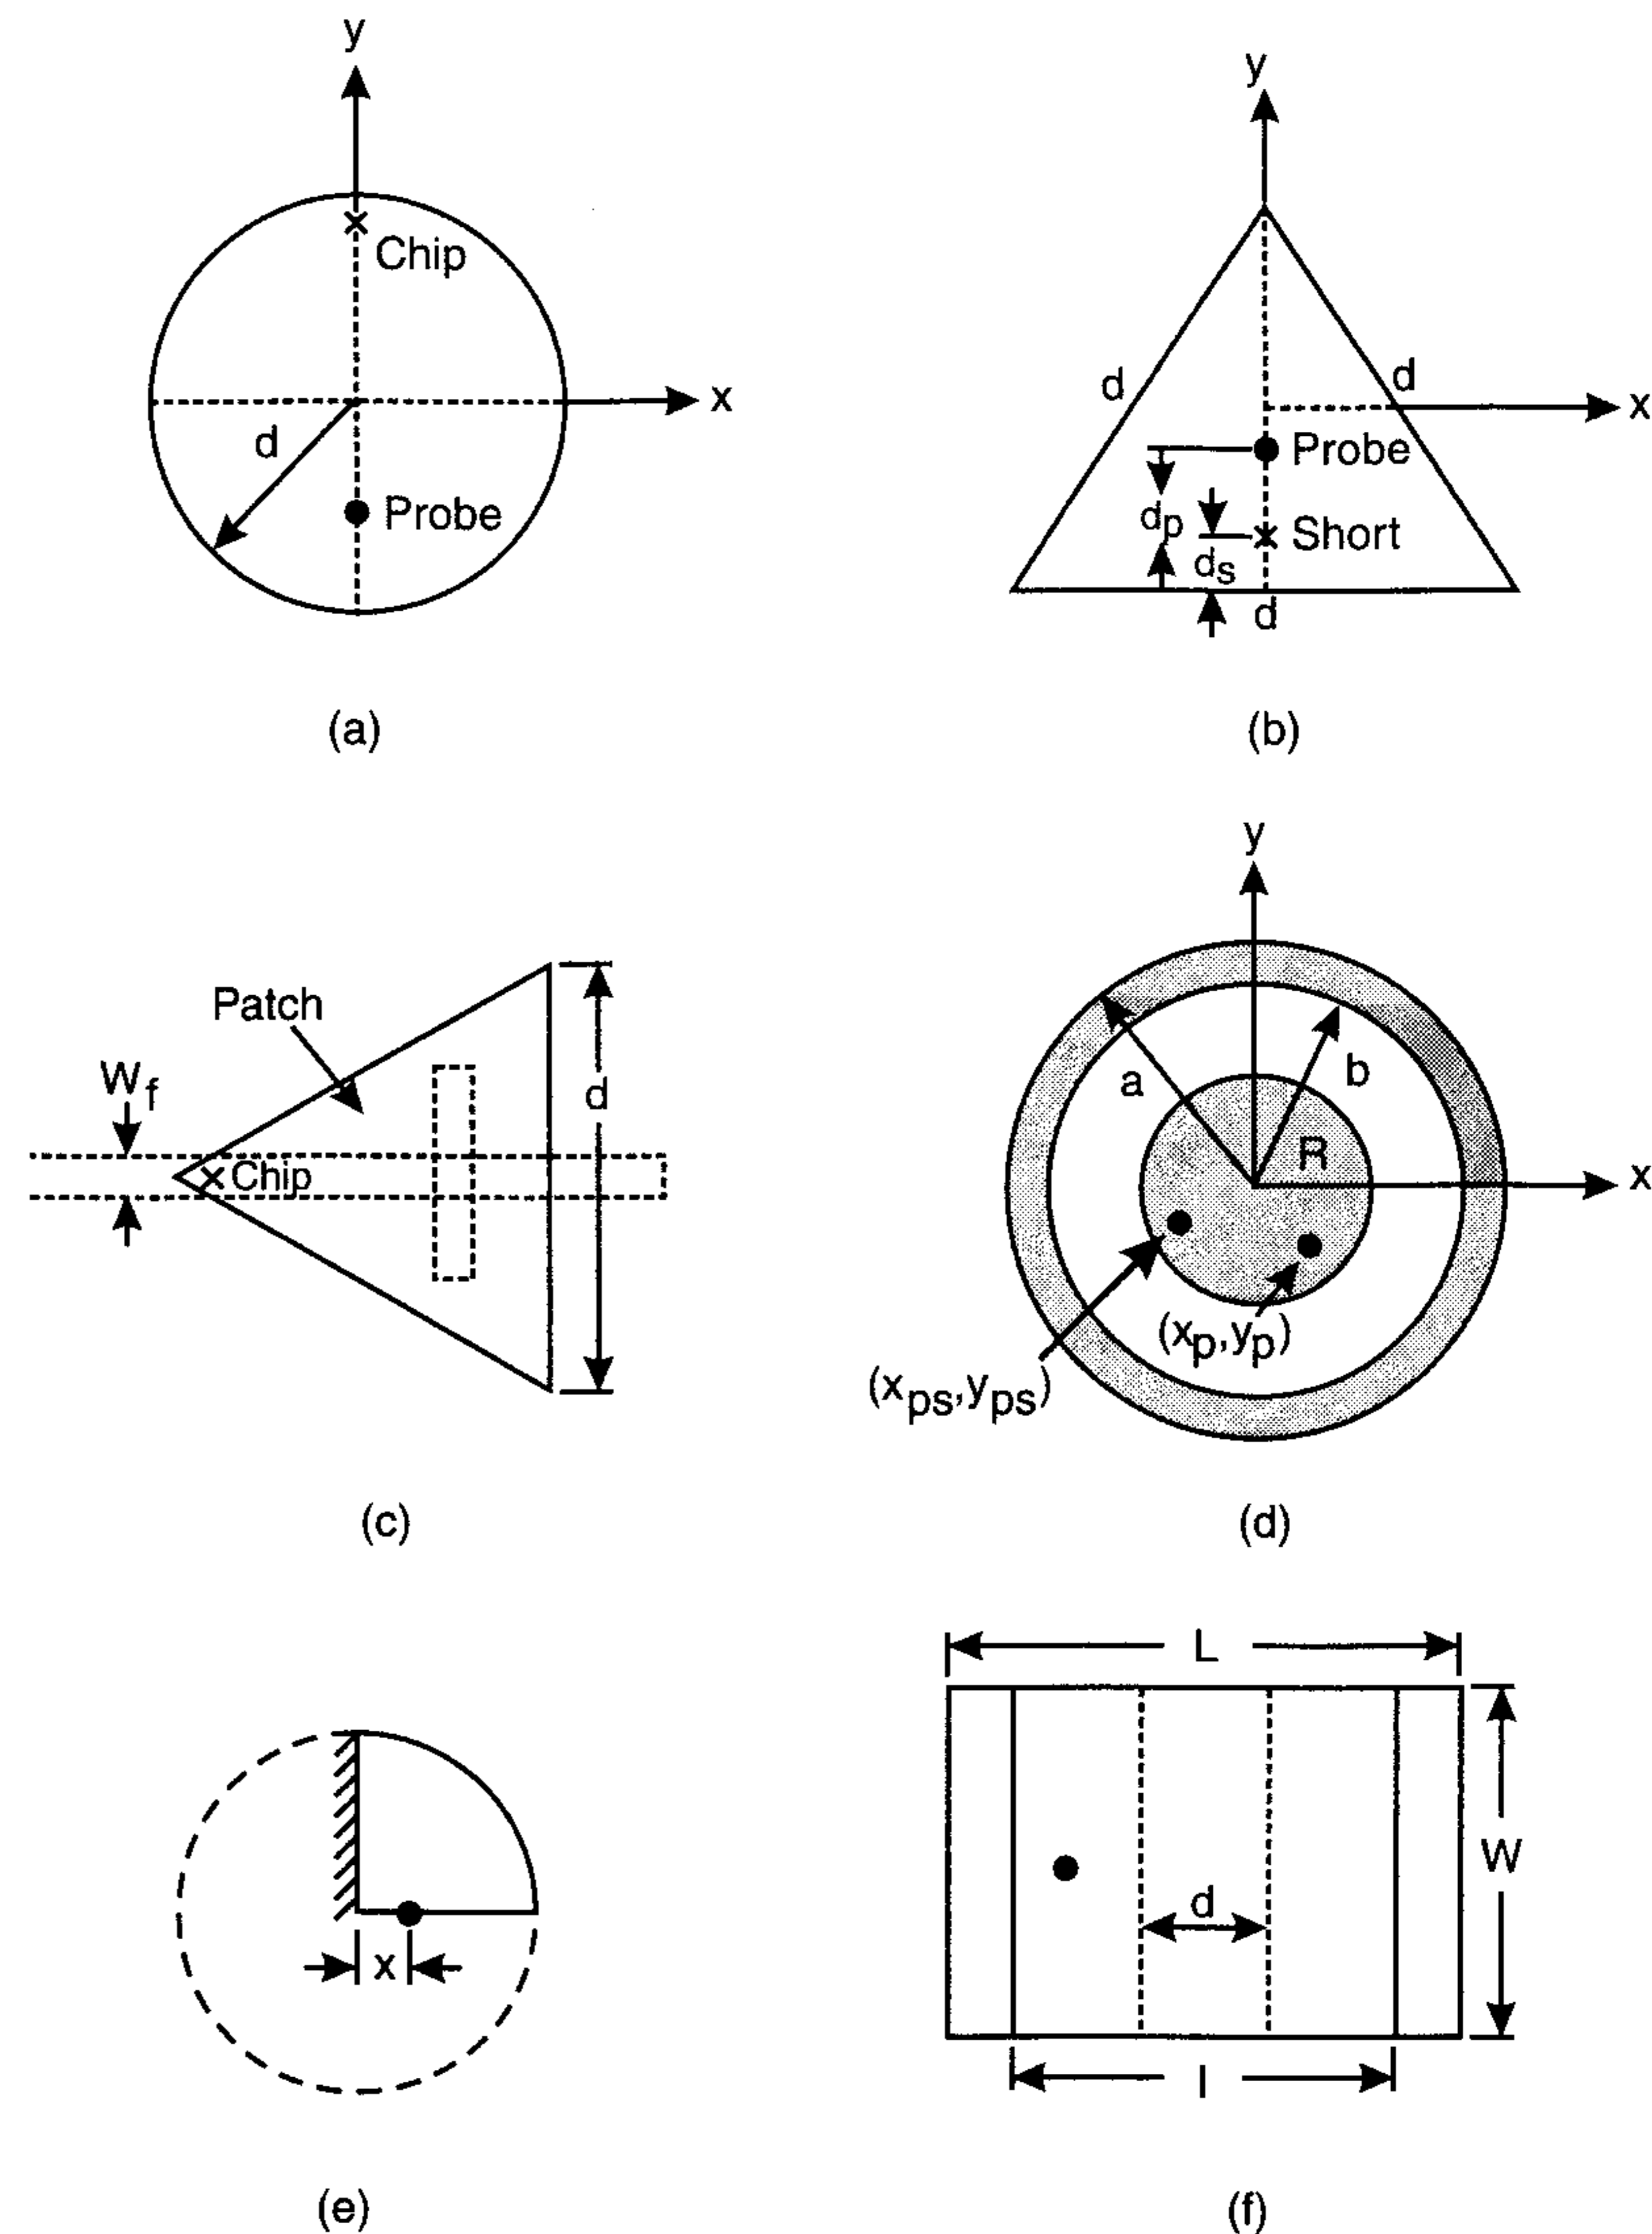 y
Chip
x
d
Probe
(a)
y
d
d
x
Probe
dp
Short
ds
d
(b)
Patch
Wf
Chip
d
(c)
y
a
b
R
x
(xp,yp)
(xps,yps)
(d)
x
(e)
L
W
d
l
(f)